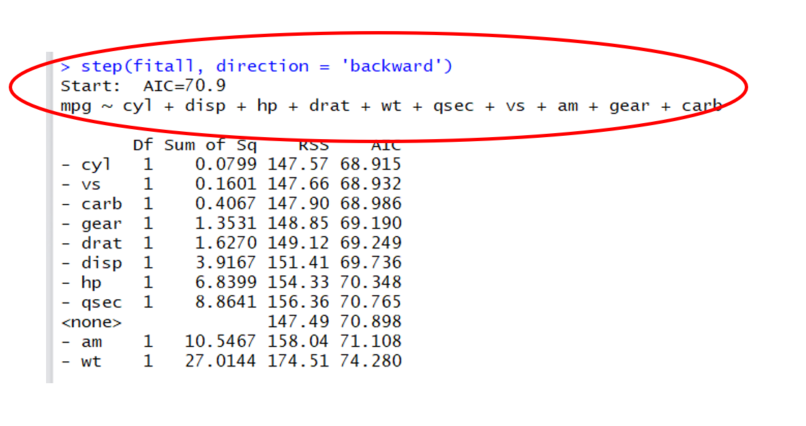 > step(fitall, direction = 'backward')
Start:  AIC=70.9
mpg ~ cyl + disp + hp + drat + wt + qsec + vs + am + gear + carb
       Df Sum of Sq    RSS    AIC
- cyl   1    0.0799 147.57 68.915
- vs    1    0.1601 147.66 68.932
- carb  1    0.4067 147.90 68.986
- gear  1    1.3531 148.85 69.190
- drat  1    1.6270 149.12 69.249
- disp  1    3.9167 151.41 69.736
- hp    1    6.8399 154.33 70.348
- qsec  1    8.8641 156.36 70.765
<none>              147.49 70.898
- am    1   10.5467 158.04 71.108
- wt    1   27.0144 174.51 74.280